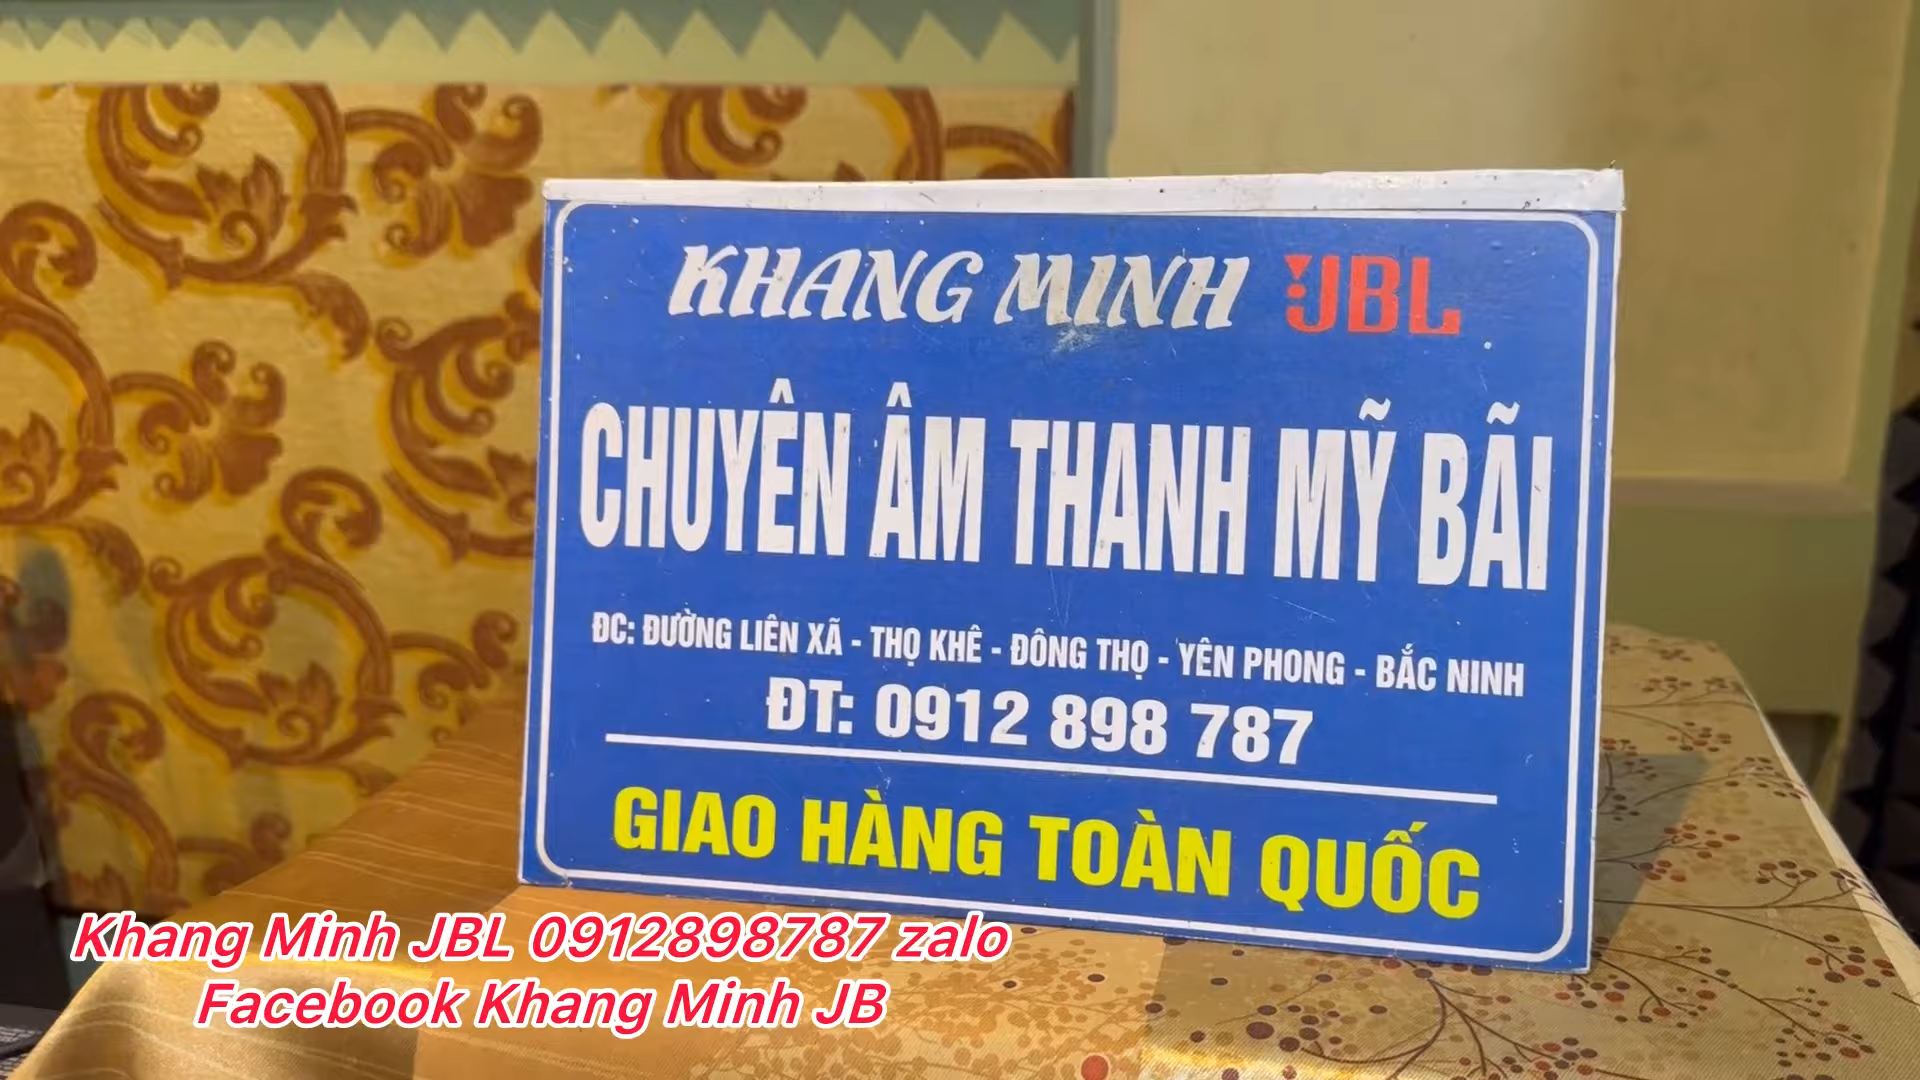 KHANG MINH JBL
CHUYÊN ÂM THANH MỸ BÃI
ĐC: ĐƯỜNG LIÊN XÃ - THỌ KHÊ - ĐÔNG THỌ - YÊN PHONG - BẮC NINH
ĐT: 0912 898 787
GIAO HÀNG TOÀN QUỐC
Khang Minh JBL 0912898787 zalo
Facebook Khang Minh JB